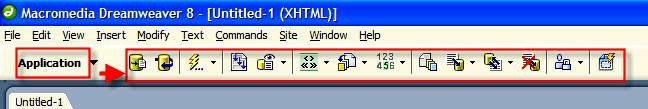 Macromedia Dreamweaver 8 - [Untitled-1 (XHTML)]
File Edit View Insert Modify Text Commands Site Window Help
Application 123 456
Untitled-1